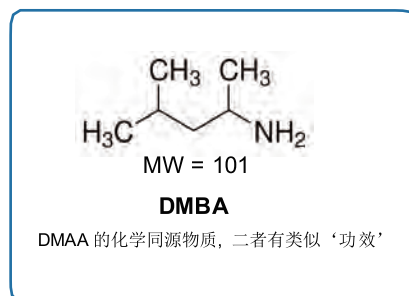 CH₃ CH₃
H₃C NH₂
MW = 101
DMBA
DMAA 的化学同源物质, 二者有类似‘功效’